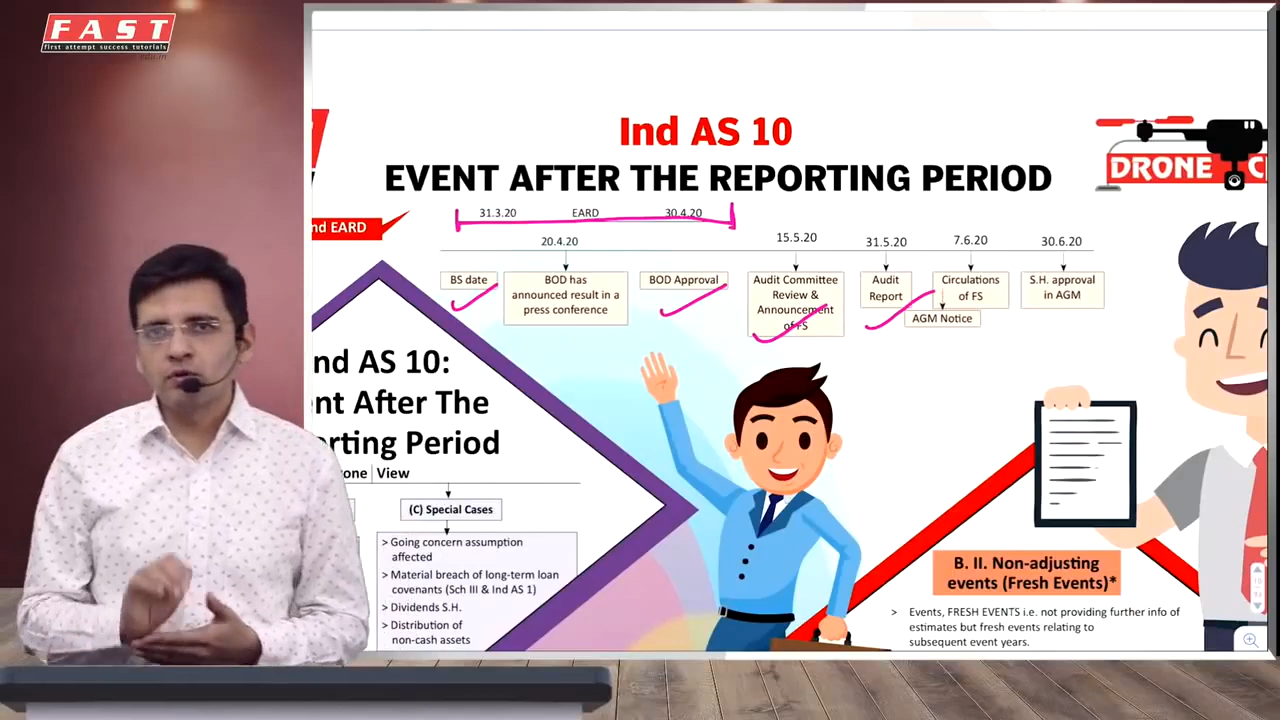 FAST
first attempt success tutorials
edu.in
Ind AS 10
EVENT AFTER THE REPORTING PERIOD
DRONE C
nd EARD
31.3.20 EARD 30.4.20
20.4.20
15.5.20
31.5.20
7.6.20
30.6.20
BS date
BOD has
announced result in a
press conference
BOD Approval
Audit Committee
Review &
Announcement
of FS
Audit
Report
Circulations
of FS
AGM Notice
S.H. approval
in AGM
nd AS 10:
nt After The
orting Period
rone View
(C) Special Cases
> Going concern assumption
affected
> Material breach of long-term loan
covenants (Sch III & Ind AS 1)
> Dividends S.H.
> Distribution of
non-cash assets
B. II. Non-adjusting
events (Fresh Events)*
> Events, FRESH EVENTS i.e. not providing further info of
estimates but fresh events relating to
subsequent event years.